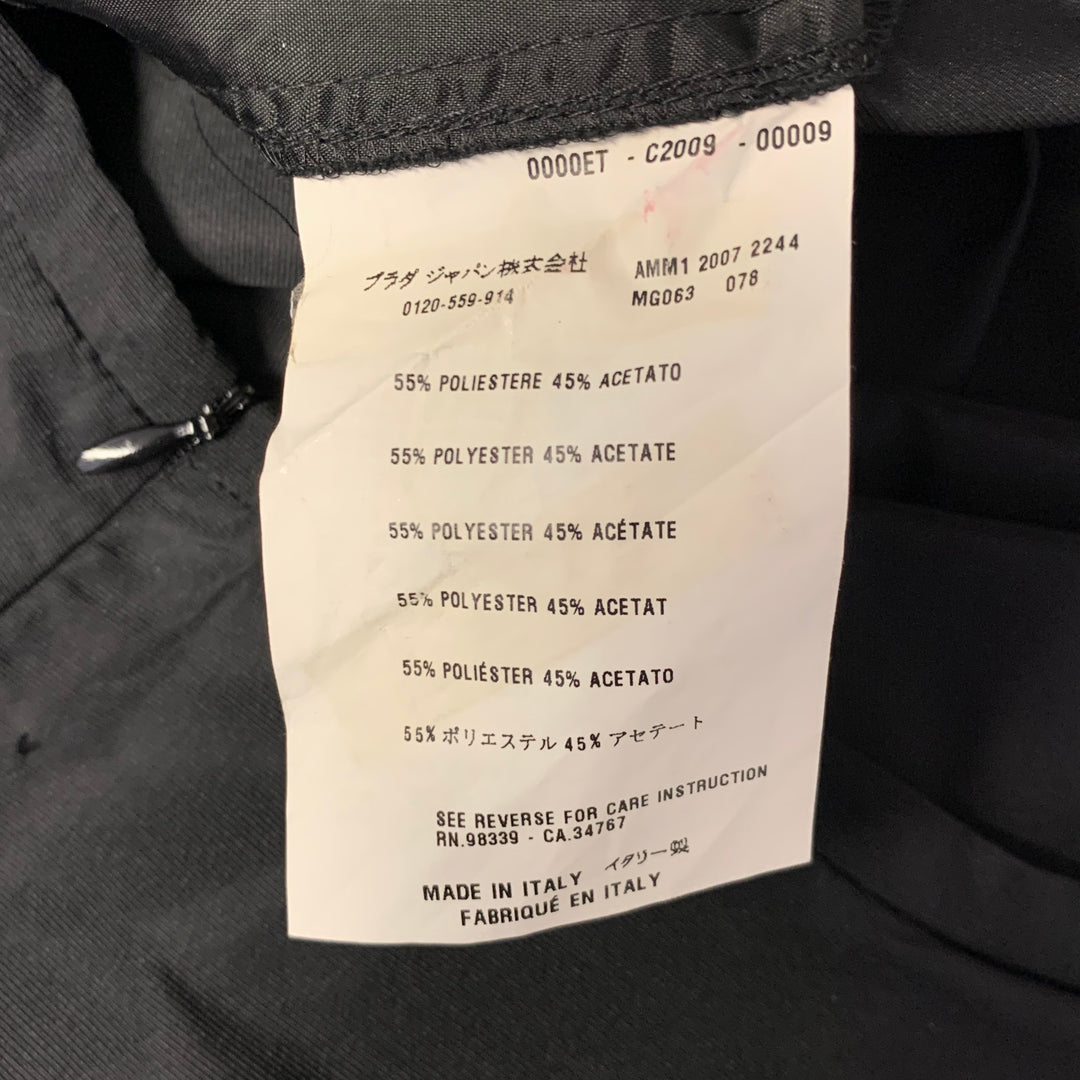 0000ET - C2009 - 00009
プラダ ジャパン株式会社
0120-559-914
AMM1 2007 2244
MG063 078
55% POLIESTERE 45% ACETATO
55% POLYESTER 45% ACETATE
55% POLYESTER 45% ACÉTATE
55% POLYESTER 45% ACETAT
55% POLIÉSTER 45% ACETATO
55% ポリエステル 45% アセテート
SEE REVERSE FOR CARE INSTRUCTION
RN.98339 - CA.34767
イタリー製
MADE IN ITALY
FABRIQUÉ EN ITALY